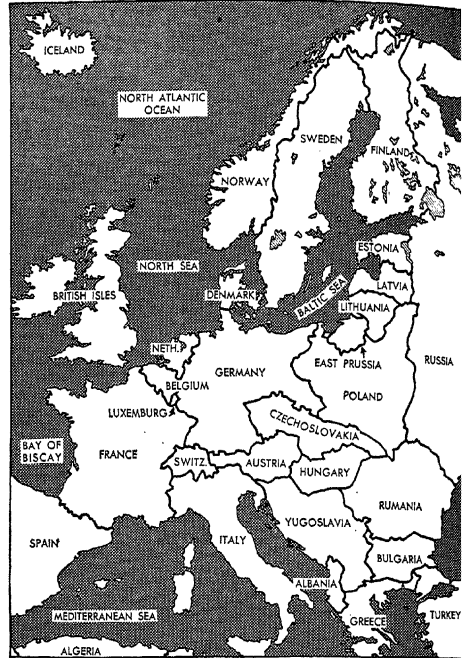 ICELAND
NORTH ATLANTIC
OCEAN
SWEDEN
FINLAND
NORWAY
ESTONIA
NORTH SEA
LATVIA
BALTIC SEA
BRITISH ISLES
DENMARK
LITHUANIA
NETH.
RUSSIA
EAST PRUSSIA
GERMANY
BELGIUM
POLAND
LUXEMBURG
CZECHOSLOVAKIA
BAY OF
BISCAY
FRANCE
SWITZ.
AUSTRIA
HUNGARY
RUMANIA
YUGOSLAVIA
SPAIN
ITALY
BULGARIA
ALBANIA
MEDITERRANEAN SEA
TURKEY
GREECE
ALGERIA